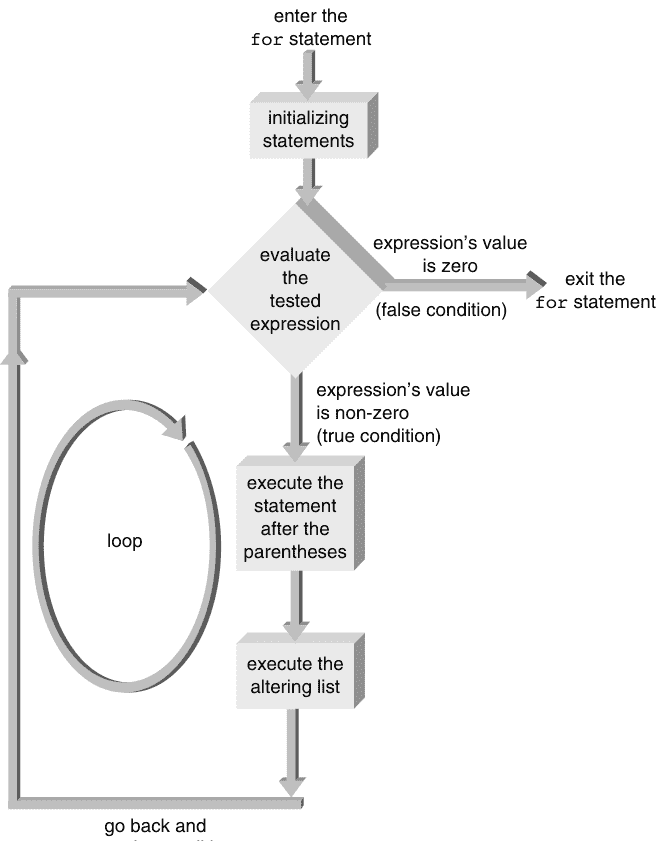 enter the
for statement
initializing
statements
evaluate
the
tested
expression
expression's value
is zero
(false condition)
exit the
for statement
expression's value
is non-zero
(true condition)
execute the
statement
after the
parentheses
loop
execute the
altering list
go back and